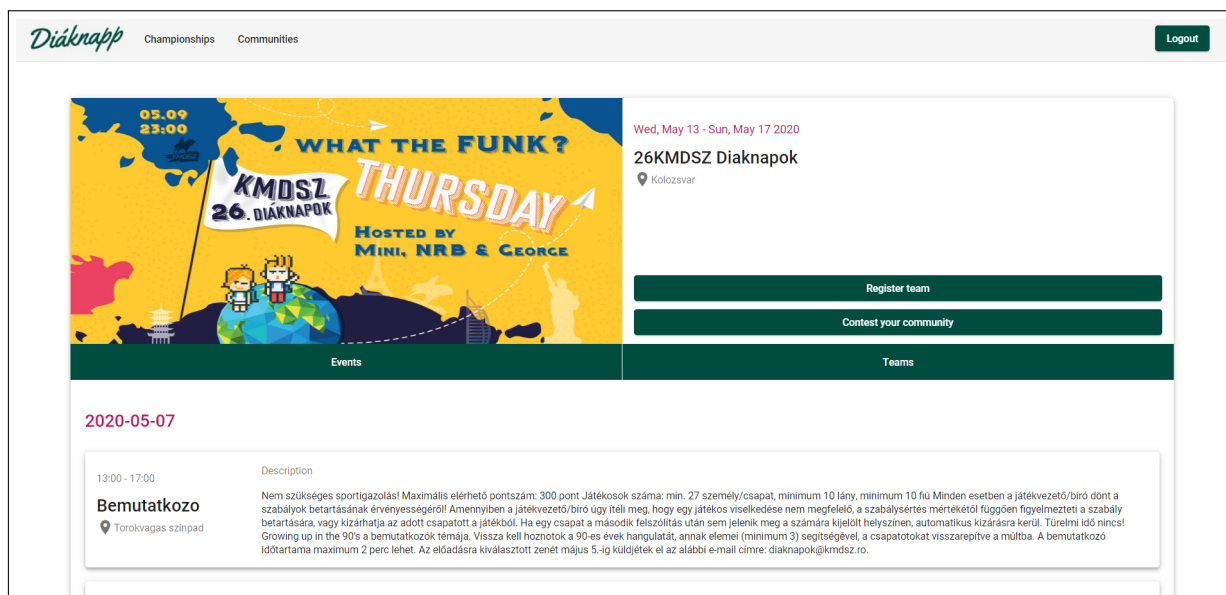 Diáknapp
Championships
Communities
Logout
05.09
23:00
WHAT THE FUNK?
THURSDAY
KMDSZ
26. DIÁKNAPOK
HOSTED BY
MINI, NRB & GEORGE
Wed, May 13 - Sun, May 17 2020
26KMDSZ Diaknapok
Kolozsvar
Register team
Contest your community
Events
Teams
2020-05-07
13:00 - 17:00
Bemutatkozo
Torokvagas szinpad
Description
Nem szükséges sportigazolás! Maximális elérhető pontszám: 300 pont Játékosok száma: min. 27 személy/csapat, minimum 10 lány, minimum 10 fiú Minden esetben a játékvezető/bíró dönt a
szabályok betartásának érvényességéről! Amennyiben a játékvezető/bíró úgy ítéli meg, hogy egy játékos viselkedése nem megfelelő, a szabálysértés mértékétől függően figyelmezteti a szabály
betartására, vagy kizárhatja az adott csapatott a játékból. Ha egy csapat a második felszólítás után sem jelenik meg a számára kijelölt helyszínen, automatikus kizárásra kerül. Türelmi idő nincs!
Growing up in the 90's a bemutatkozók témája. Vissza kell hoznotok a 90-es évek hangulatát, annak elemei (minimum 3) segítségével, a csapatotokat visszarepítve a múltba. A bemutatkozó
időtartama maximum 2 perc lehet. Az előadásra kiválasztott zenét május 5.-ig küldjétek el az alábbi e-mail címre: diaknapok@kmdsz.ro.